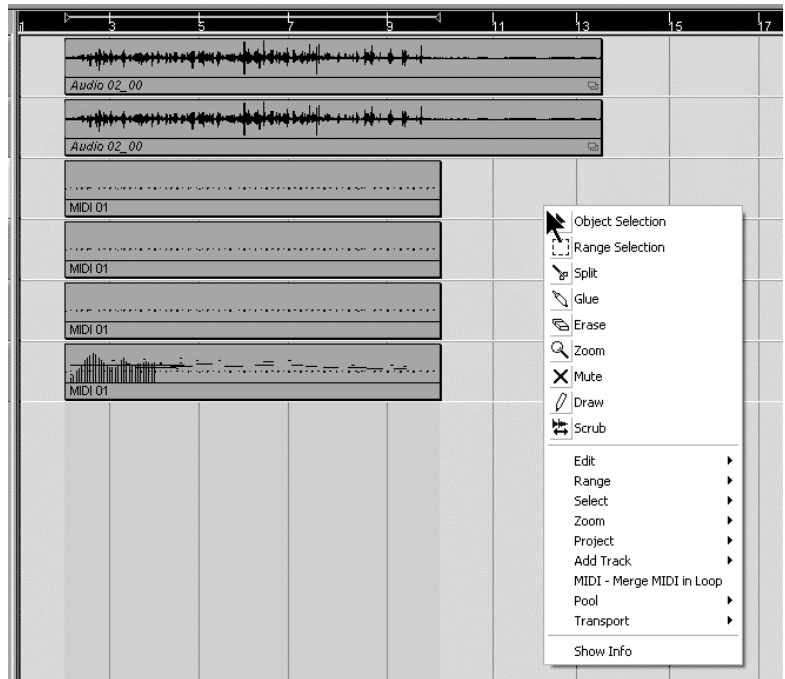 1 3 5 7 9 11 13 15 17
Audio 02_00
Audio 02_00
MIDI 01
MIDI 01
MIDI 01
MIDI 01
Object Selection
Range Selection
Split
Glue
Erase
Zoom
Mute
Draw
Scrub
Edit
Range
Select
Zoom
Project
Add Track
MIDI - Merge MIDI in Loop
Pool
Transport
Show Info